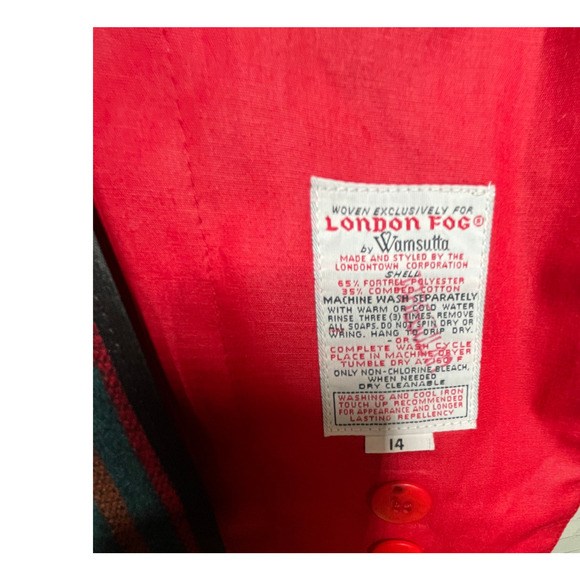 WOVEN EXCLUSIVELY FOR
LONDON FOG®
by Wamsutta
MADE AND STYLED BY THE
LONDONTOWN CORPORATION
SHELL
65% FORTREL POLYESTER
35% COMBED COTTON
MACHINE WASH SEPARATELY
WITH WARM OR COLD WATER
RINSE THREE (3) TIMES. REMOVE
ALL SOAPS. DO NOT SPIN DRY OR
WRING. HANG TO DRIP DRY.
- OR -
COMPLETE WASH CYCLE
PLACE IN MACHINE DRYER
TUMBLE DRY AT 160 F
ONLY NON-CHLORINE BLEACH,
WHEN NEEDED
DRY CLEANABLE
WASHING AND COOL IRON
TOUCH UP RECOMMENDED
FOR APPEARANCE AND LONGER
LASTING REPELLENCY
14